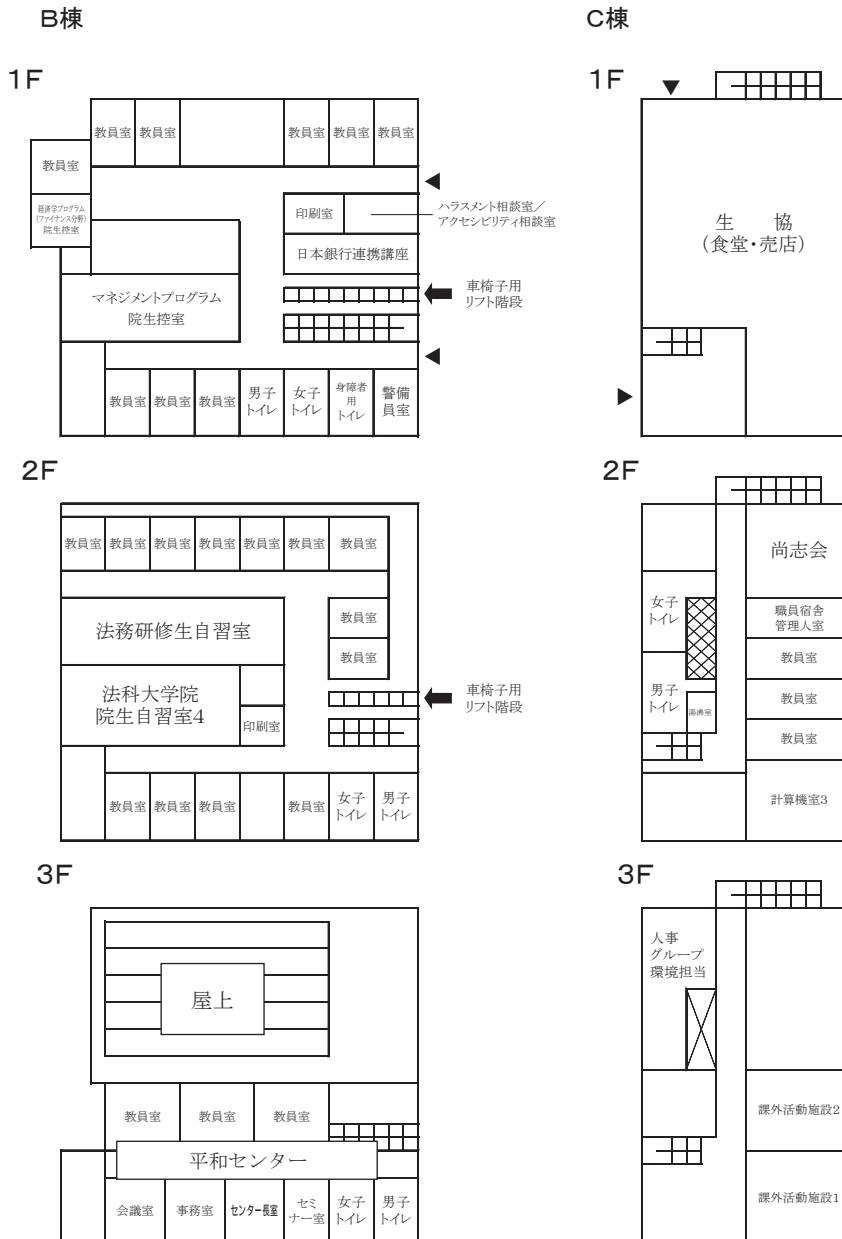 B棟
C棟
1F
教員室
教員室
教員室
教員室
教員室
教員室
経済学プログラム
(ファイナンス分野)
院生控室
印刷室
ハラスメント相談室／
アクセシビリティ相談室
日本銀行連携講座
マネジメントプログラム
院生控室
車椅子用
リフト階段
教員室
教員室
教員室
男子
トイレ
女子
トイレ
身障者
用
トイレ
警備
員室
1F
生　協
(食堂・売店)
2F
教員室
教員室
教員室
教員室
教員室
教員室
教員室
法務研修生自習室
教員室
教員室
法科大学院
院生自習室4
印刷室
車椅子用
リフト階段
教員室
教員室
教員室
教員室
女子
トイレ
男子
トイレ
2F
尚志会
女子
トイレ
職員宿舎
管理人室
教員室
男子
トイレ
湯沸室
教員室
教員室
計算機室3
3F
屋上
教員室
教員室
教員室
平和センター
会議室
事務室
センター長室
セミ
ナー室
女子
トイレ
男子
トイレ
3F
人事
グループ
環境担当
課外活動施設2
課外活動施設1